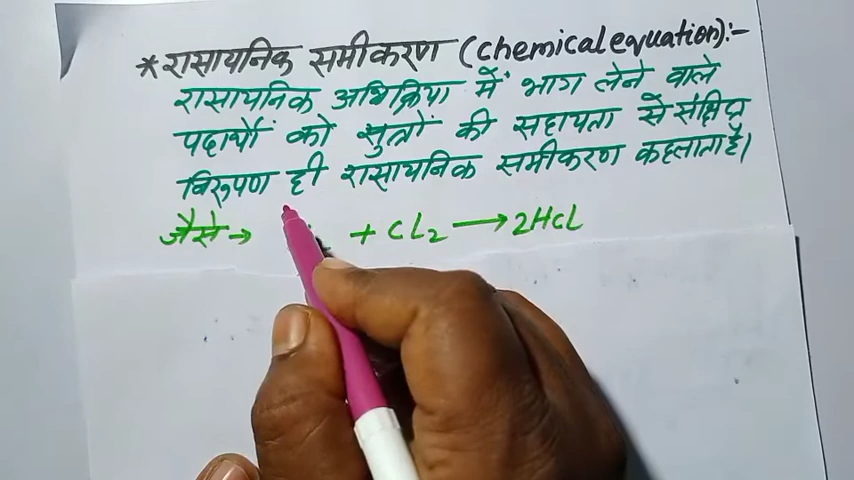 *रासायनिक समीकरण (chemical equation):-
रासायनिक अभिक्रिया में भाग लेने वाले
पदार्थों को सुत्रों की सहायता से संक्षिप्त
बिरूपण ही रासायनिक समीकरण कहलाता है।
जैसे → + CL2 → 2HCL